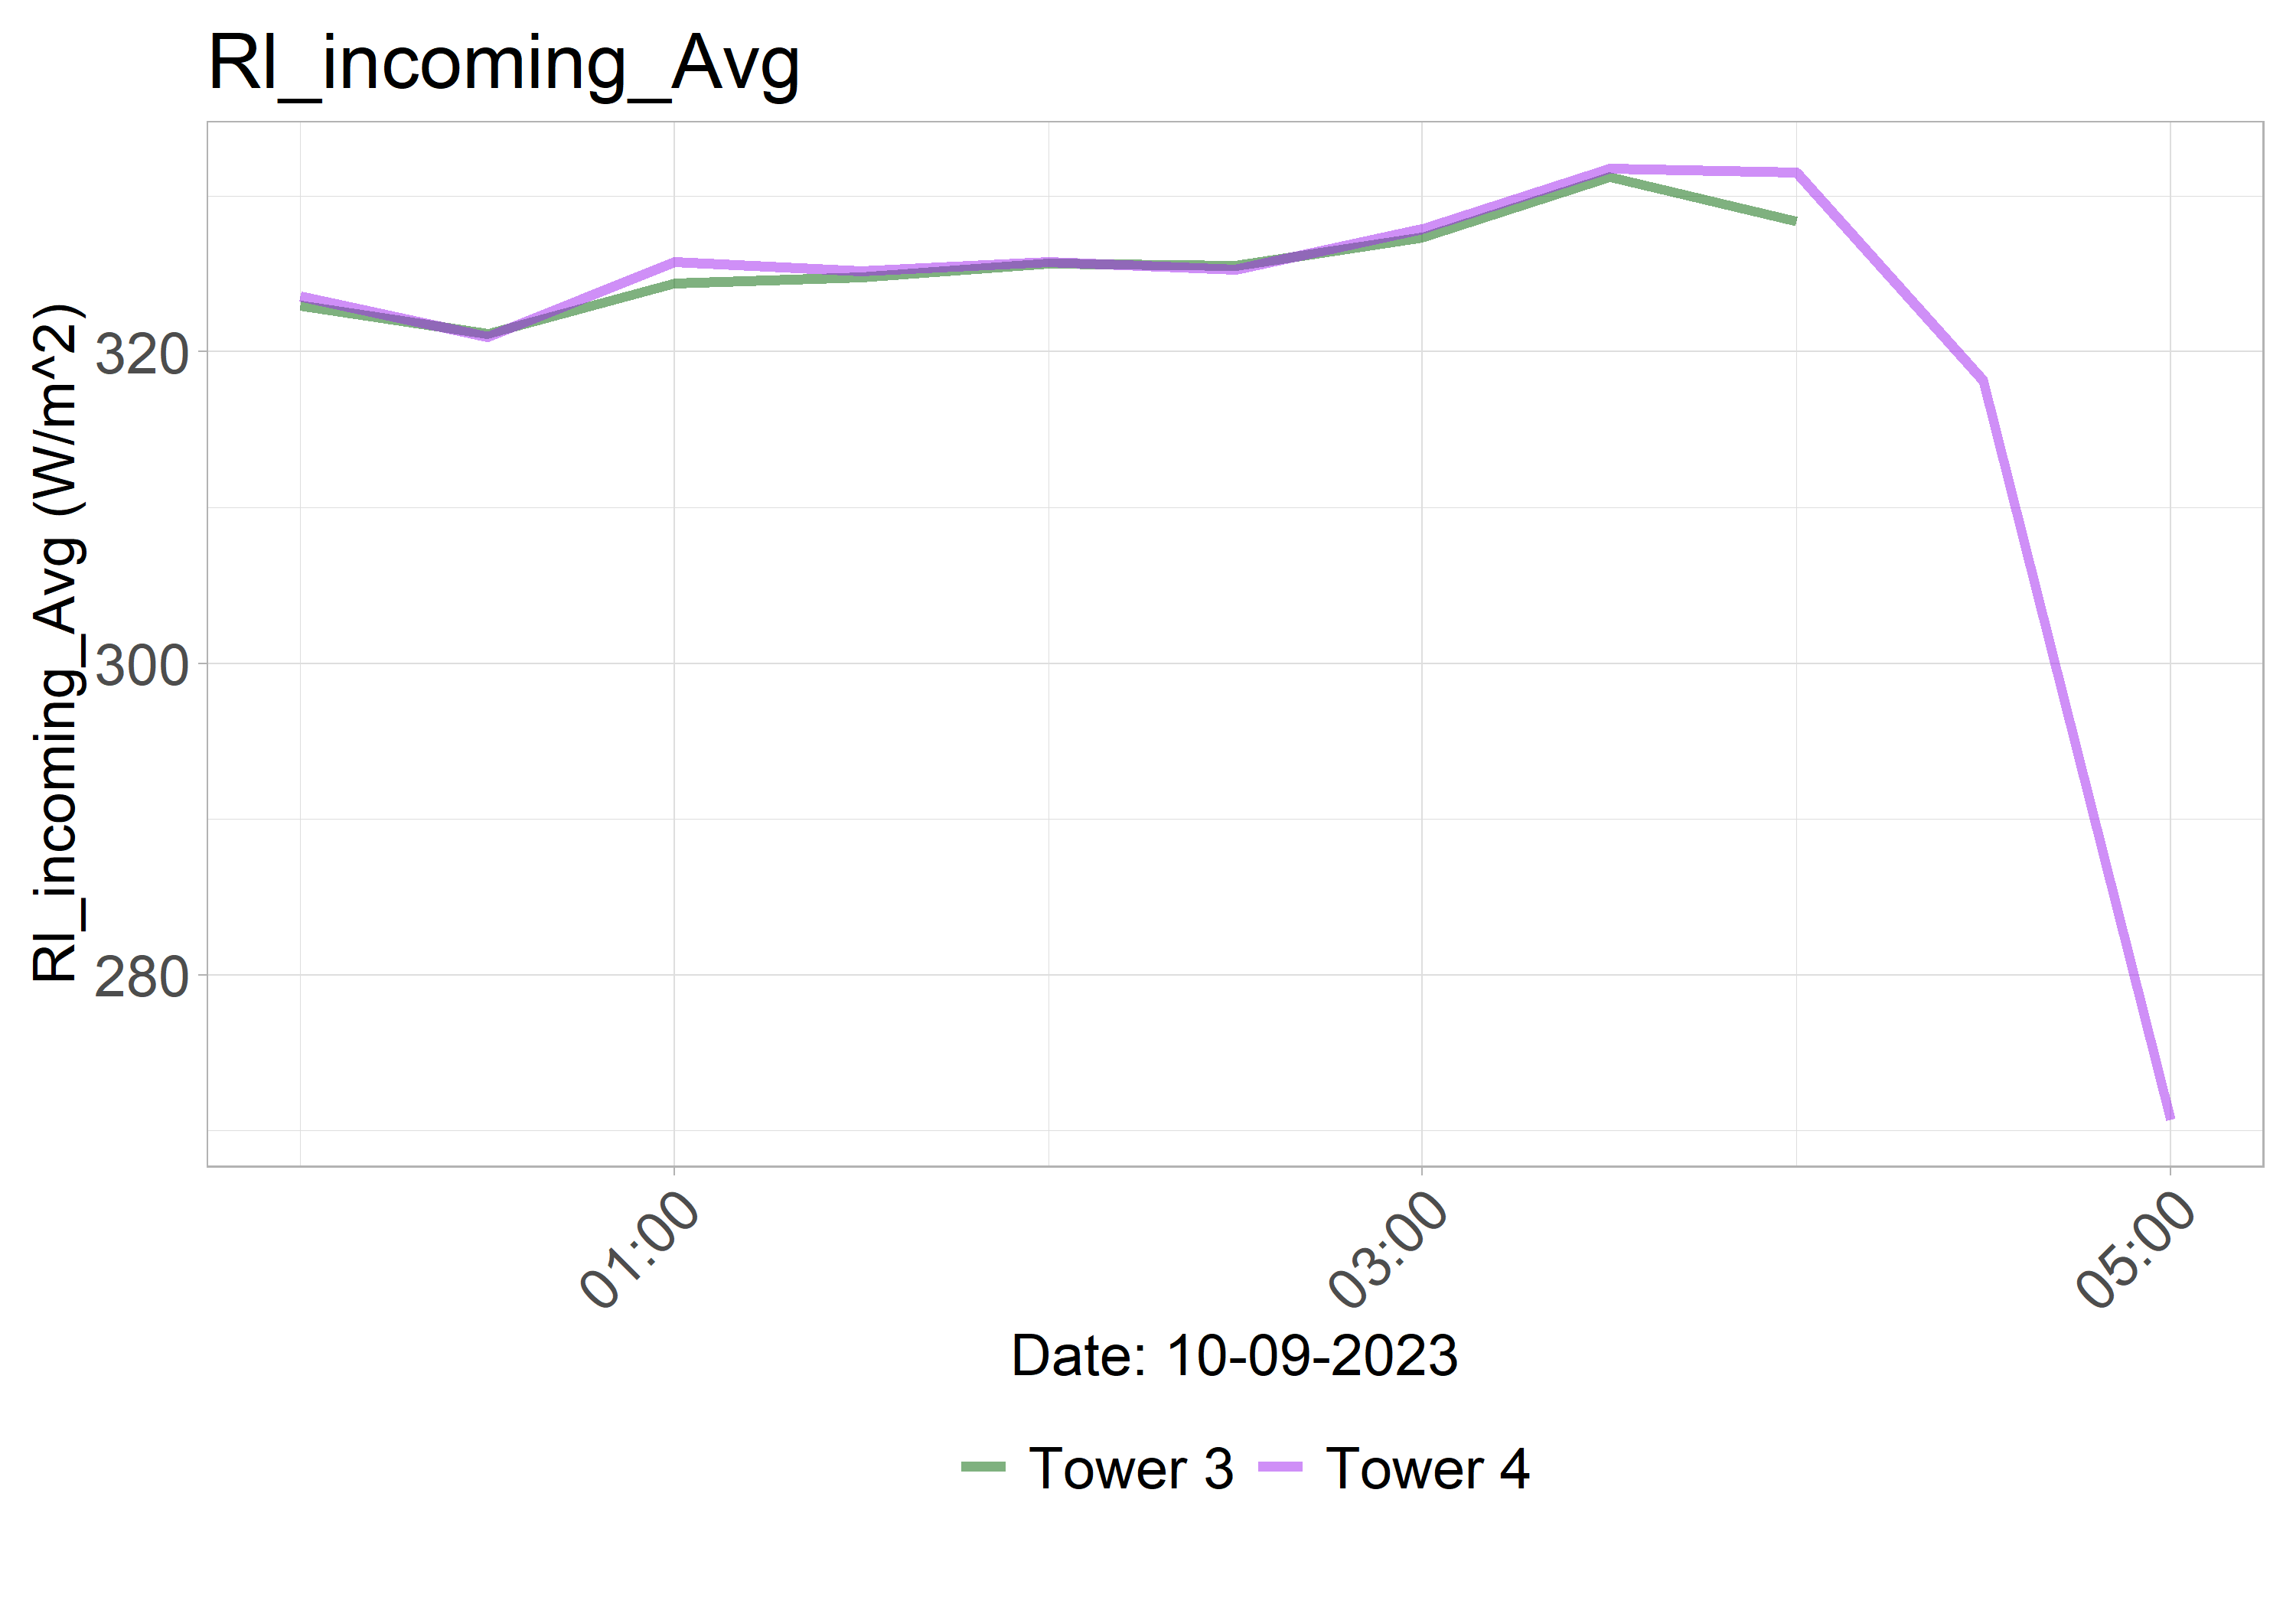 Rl_incoming_Avg
Rl_incoming_Avg (W/m^2)
320
300
280
01:00
03:00
05:00
Date: 10-09-2023
Tower 3
Tower 4